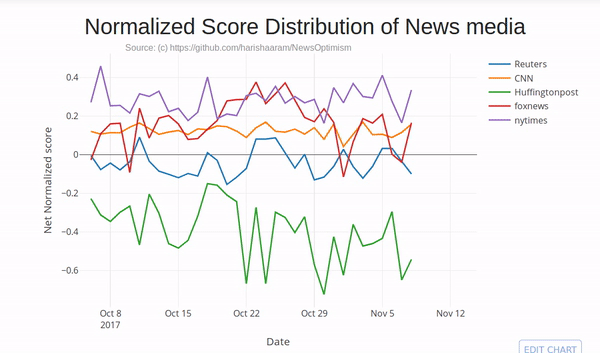 Normalized Score Distribution of News media
Source: (c) https://github.com/harishaaram/NewsOptimism
Reuters
CNN
Huffingtonpost
foxnews
nytimes
Net Normalized score
0.4
0.2
0
−0.2
−0.4
−0.6
Oct 8
2017
Oct 15
Oct 22
Oct 29
Nov 5
Nov 12
Date
EDIT CHART